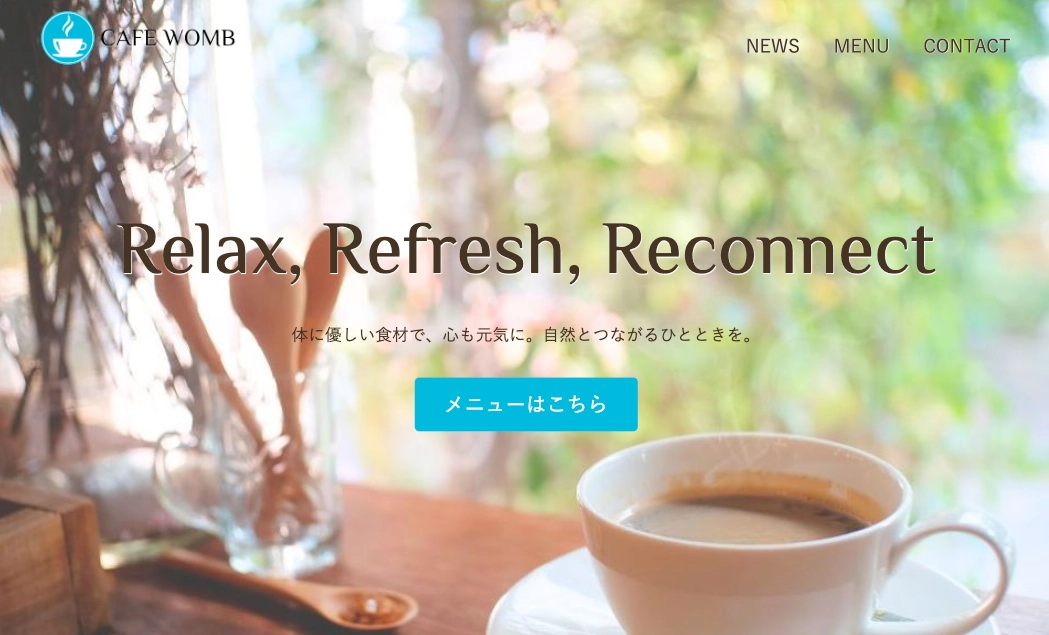 CAFE WOMB
NEWS MENU CONTACT
Relax, Refresh, Reconnect
体に優しい食材で、心も元気に。自然とつながるひとときを。
メニューはこちら